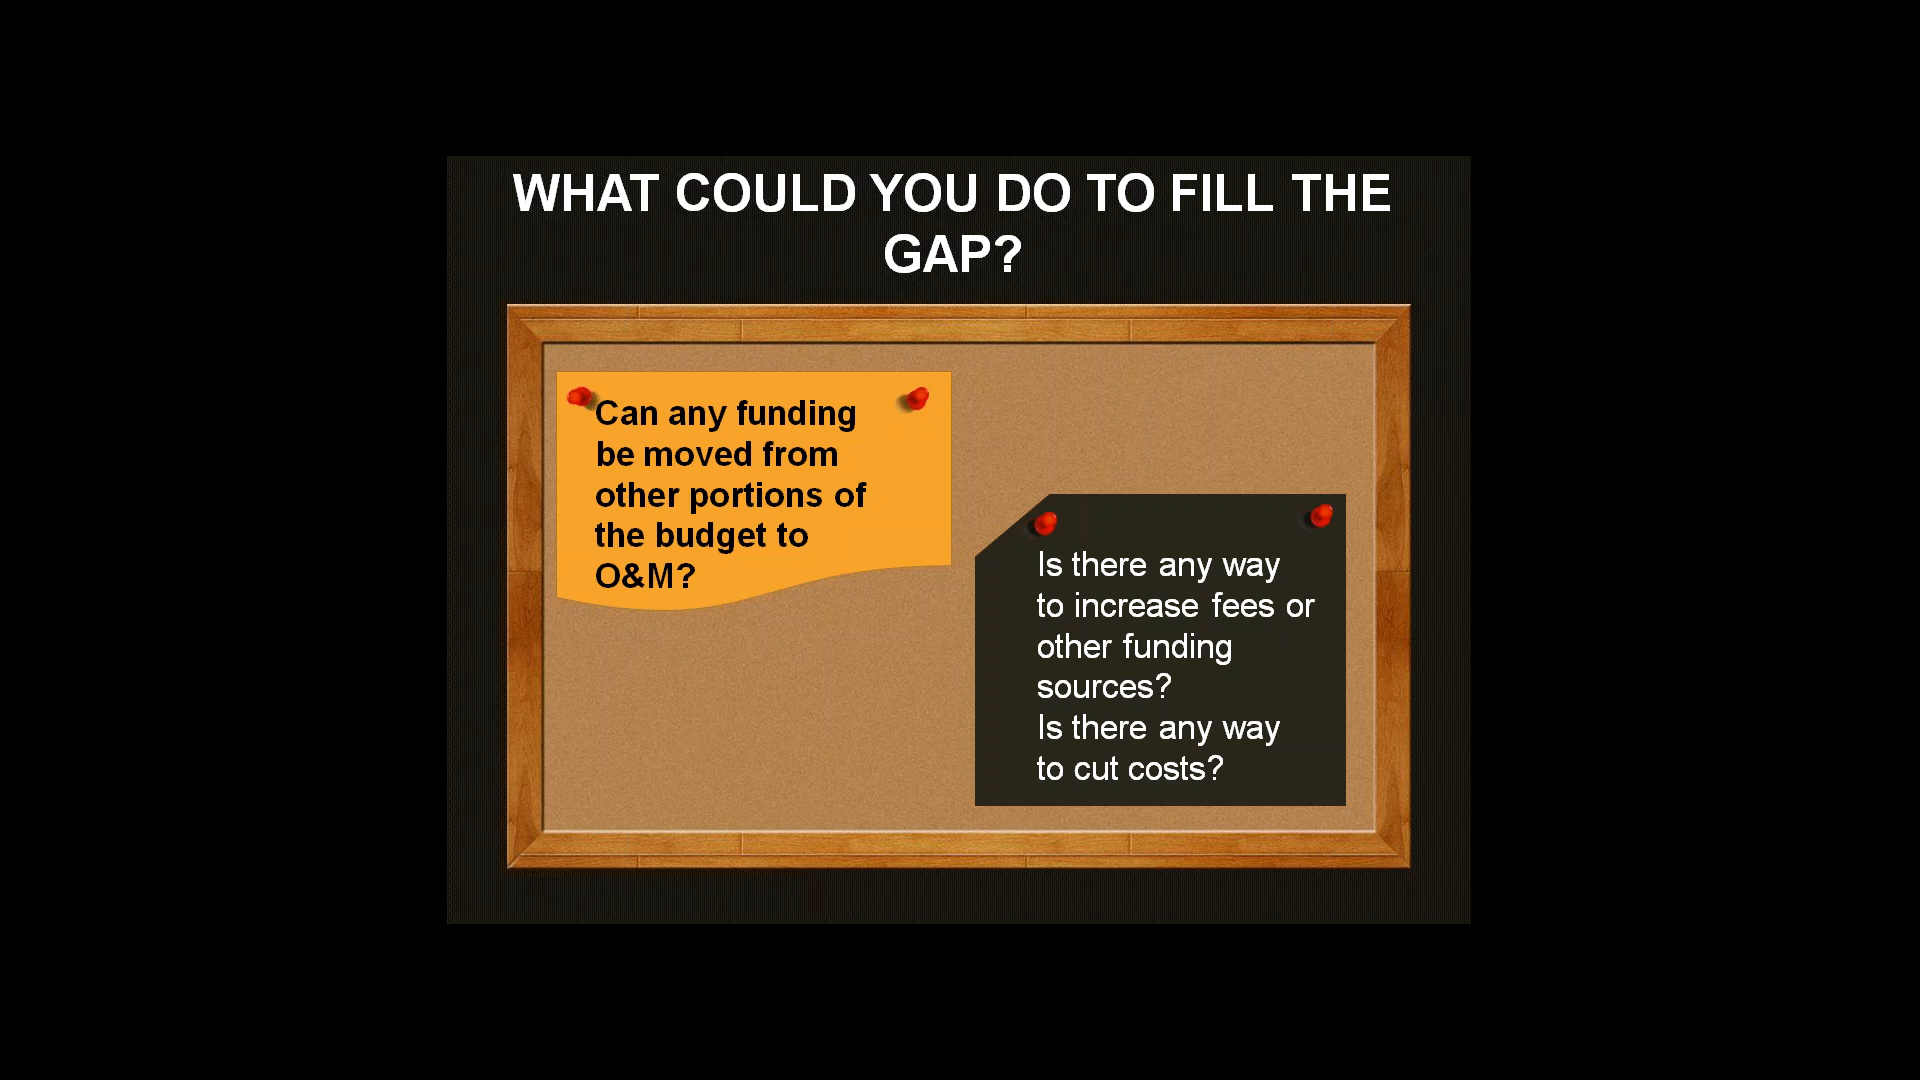 WHAT COULD YOU DO TO FILL THE
GAP?
Can any funding
be moved from
other portions of
the budget to
O&M?
Is there any way
to increase fees or
other funding
sources?
Is there any way
to cut costs?